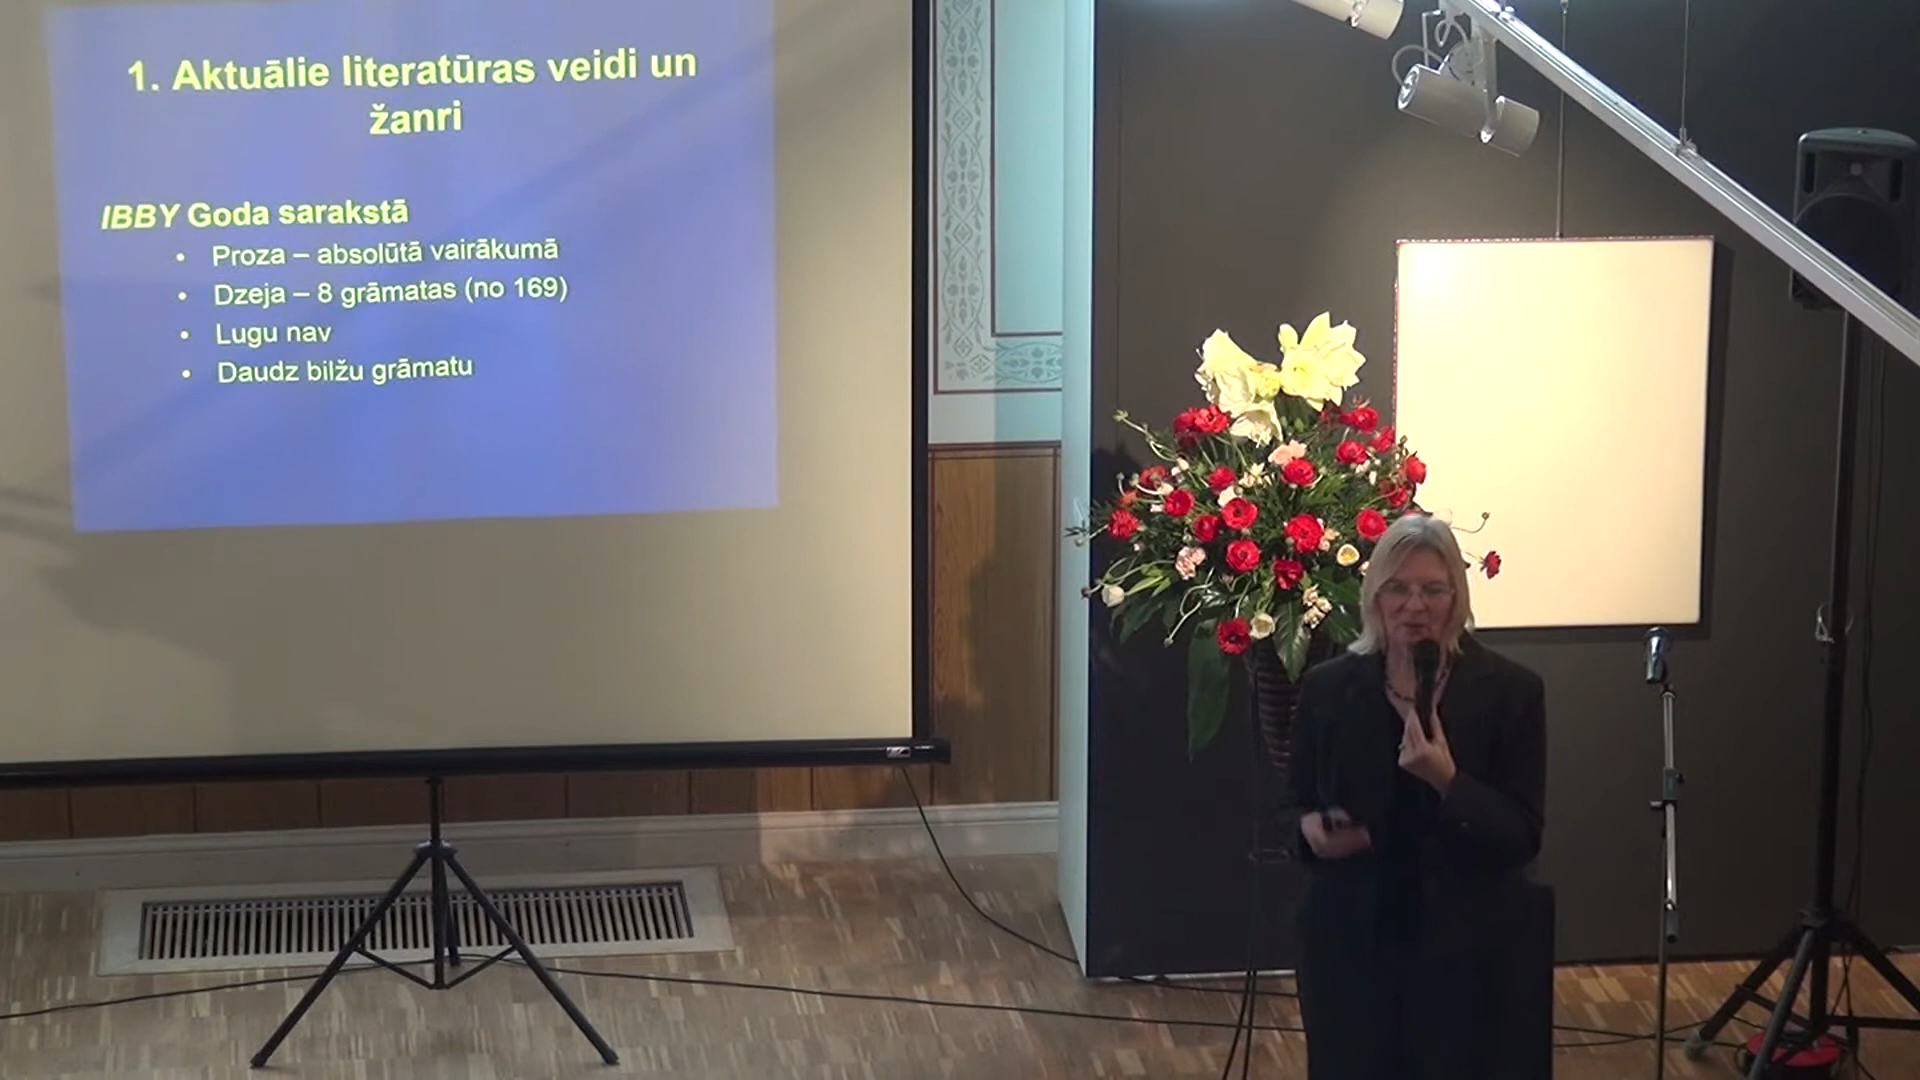 1. Aktuālie literatūras veidi un
žanri
IBBY Goda sarakstā
• Proza – absolūtā vairākumā
• Dzeja – 8 grāmatas (no 169)
• Lugu nav
• Daudz bilžu grāmatu